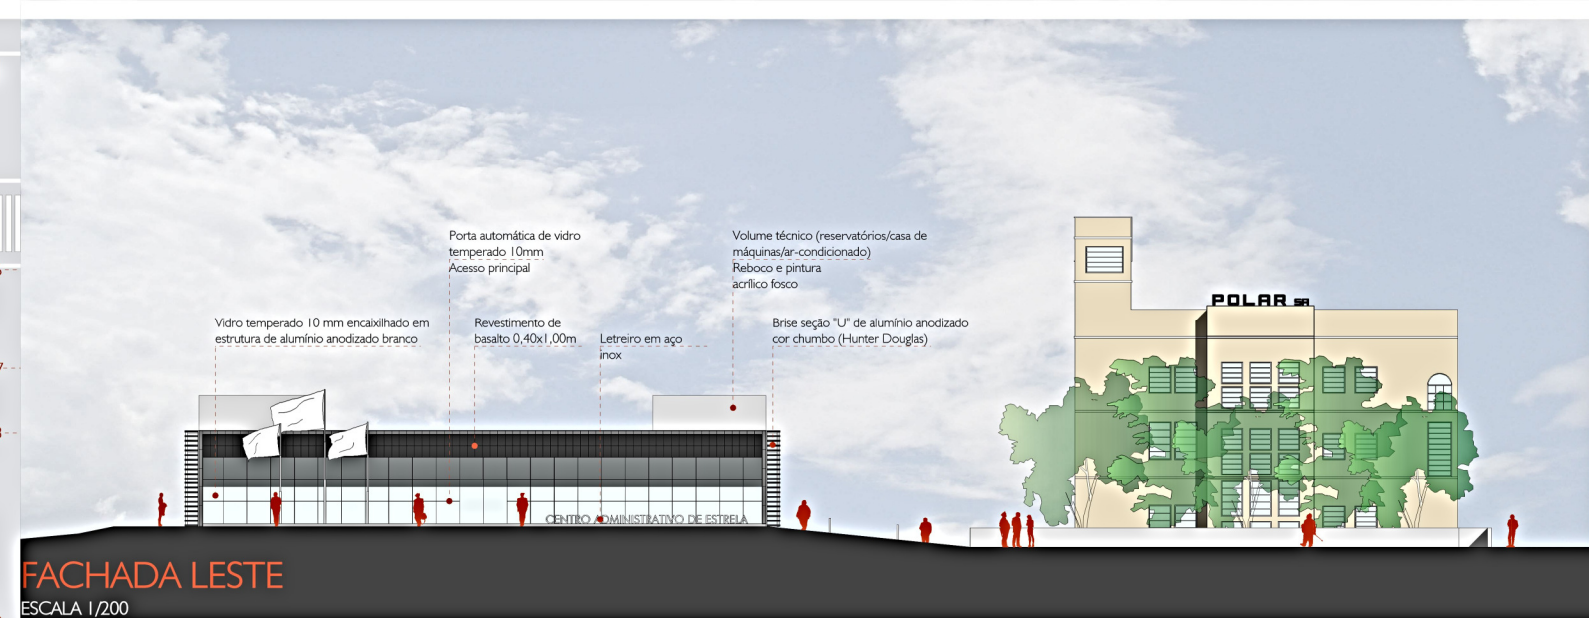 Porta automática de vidro
temperado 10mm
Acesso principal
Volume técnico (reservatórios/casa de
máquinas/ar-condicionado)
Reboco e pintura
acrílico fosco
Vidro temperado 10 mm encaixilhado em
estrutura de alumínio anodizado branco
Revestimento de
basalto 0,40x1,00m
Letreiro em aço
inox
Brise seção "U" de alumínio anodizado
cor chumbo (Hunter Douglas)
POLAR SA
CENTRO ADMINISTRATIVO DE ESTRELA
FACHADA LESTE
ESCALA 1/200